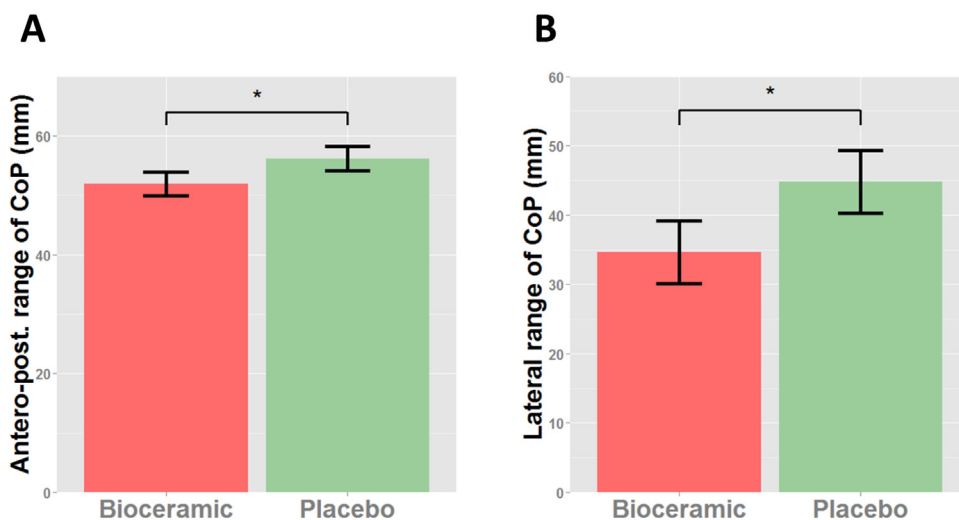 A
B
Antero-post. range of CoP (mm)
60
40
20
0
*
Bioceramic Placebo
Lateral range of CoP (mm)
60
50
40
30
20
10
0
*
Bioceramic Placebo